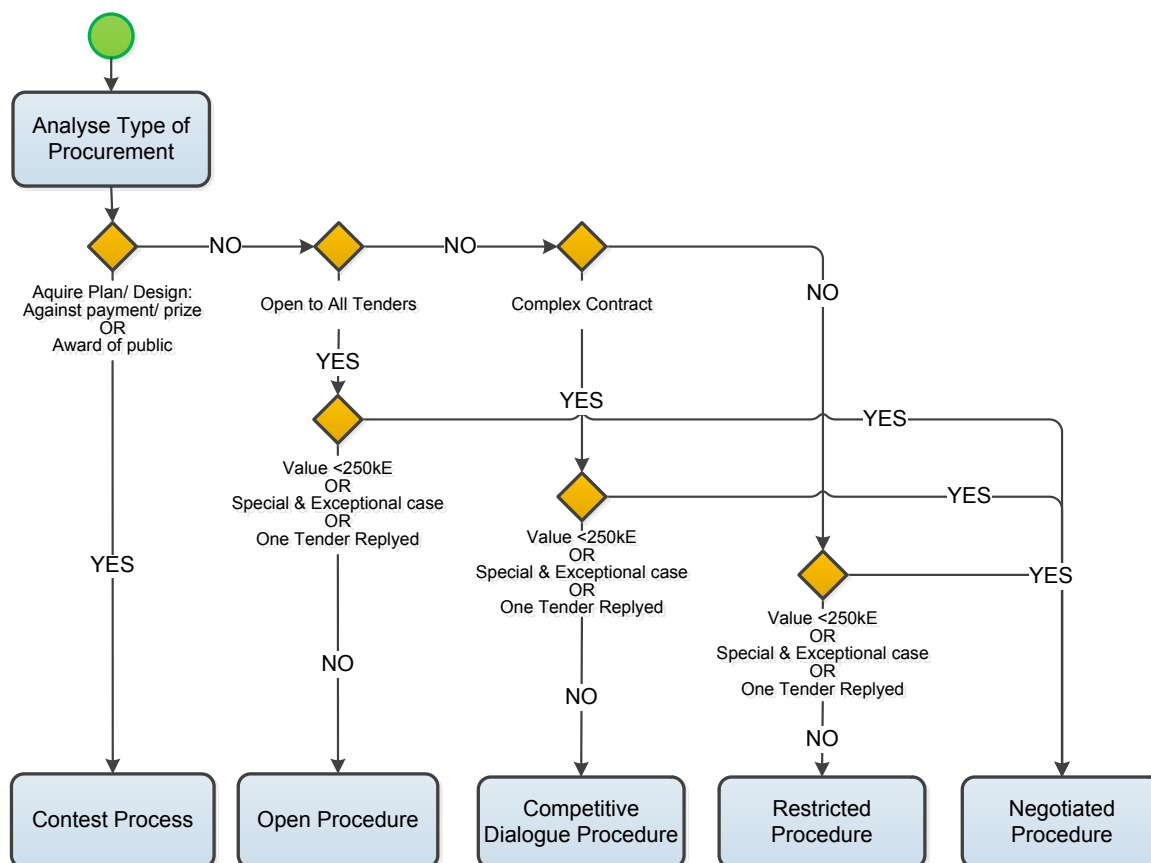 Analyse Type of
Procurement
NO
NO
NO
Aquire Plan/ Design:
Against payment/ prize
OR
Award of public
Open to All Tenders
Complex Contract
YES
YES
YES
Value <250kE
OR
Special & Exceptional case
OR
One Tender Replyed
YES
Value <250kE
OR
Special & Exceptional case
OR
One Tender Replyed
YES
YES
Value <250kE
OR
Special & Exceptional case
OR
One Tender Replyed
NO
NO
NO
Contest Process
Open Procedure
Competitive
Dialogue Procedure
Restricted
Procedure
Negotiated
Procedure